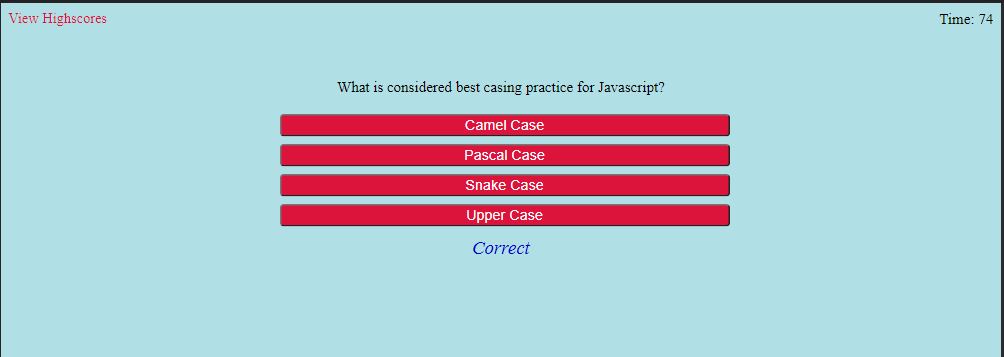 View Highscores
Time: 74
What is considered best casing practice for Javascript?
Camel Case
Pascal Case
Snake Case
Upper Case
Correct